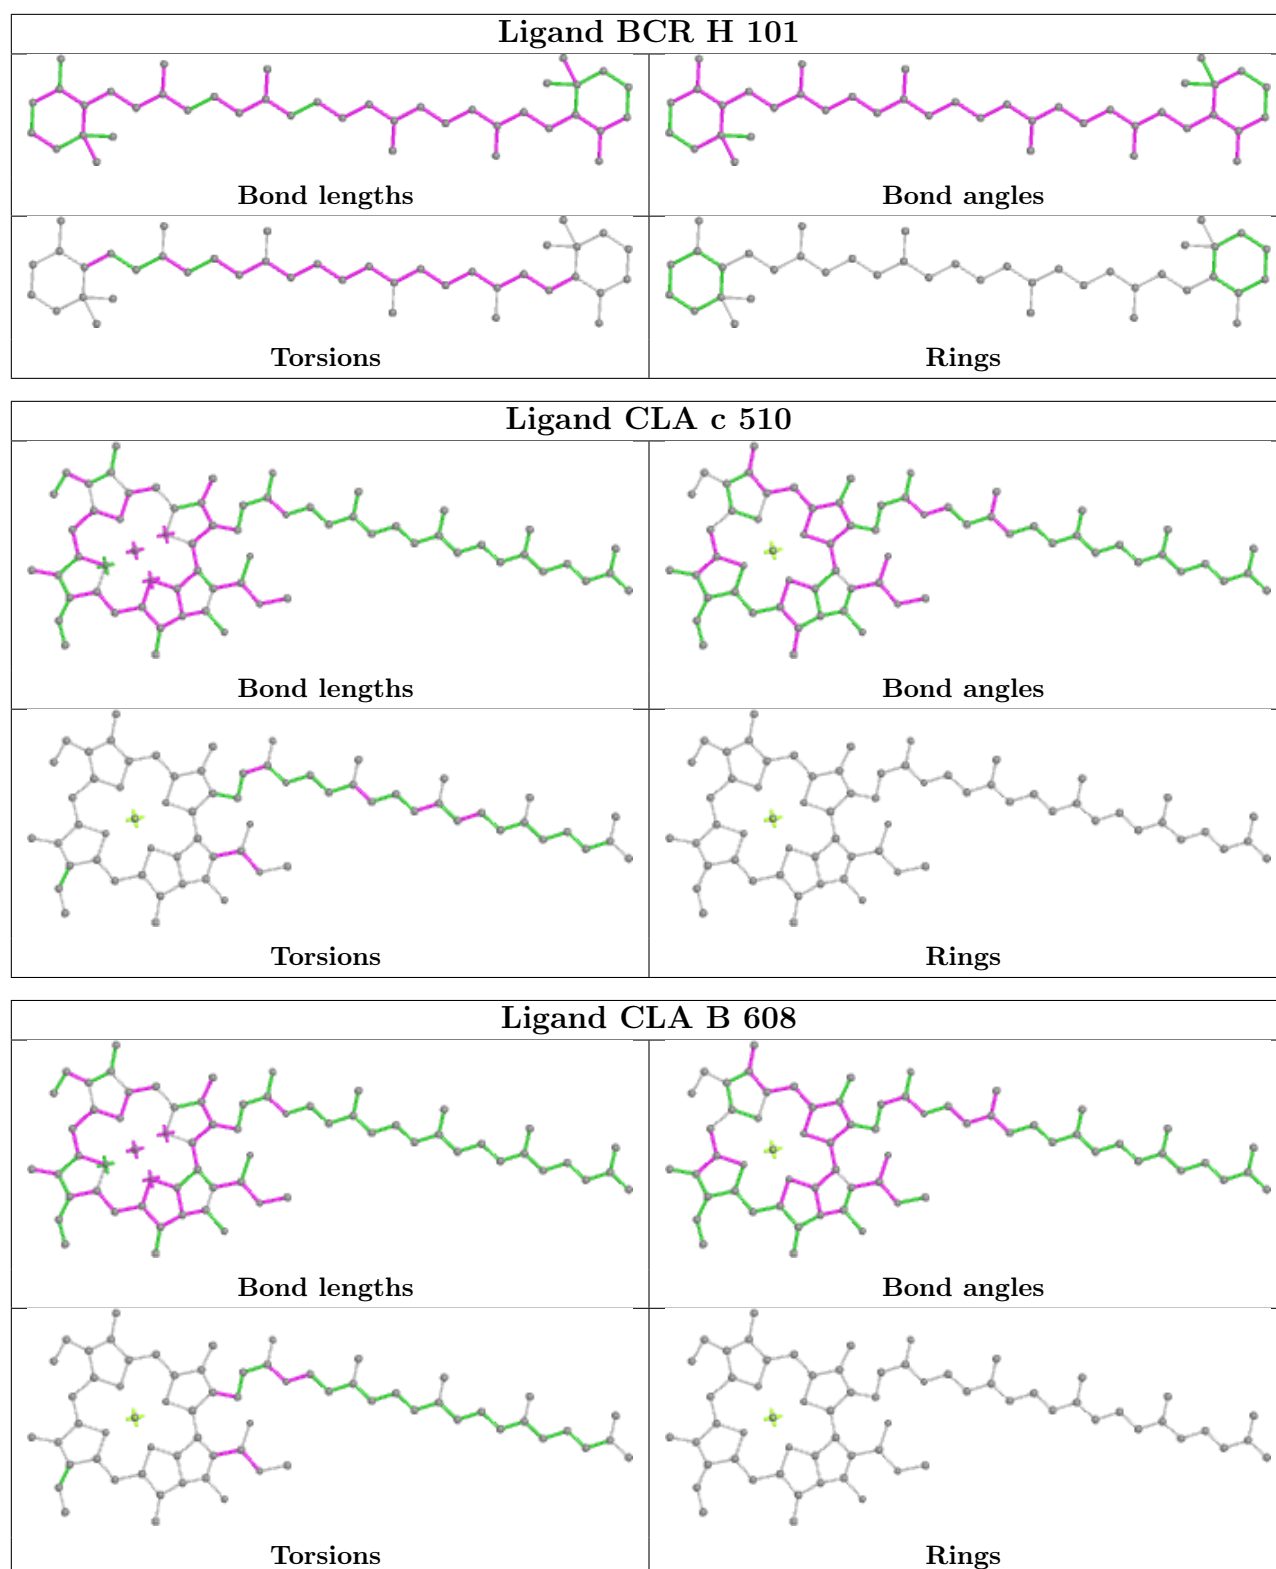 Ligand BCR H 101
Bond lengths
Bond angles
Torsions
Rings
Ligand CLA c 510
Bond lengths
Bond angles
Torsions
Rings
Ligand CLA B 608
Bond lengths
Bond angles
Torsions
Rings